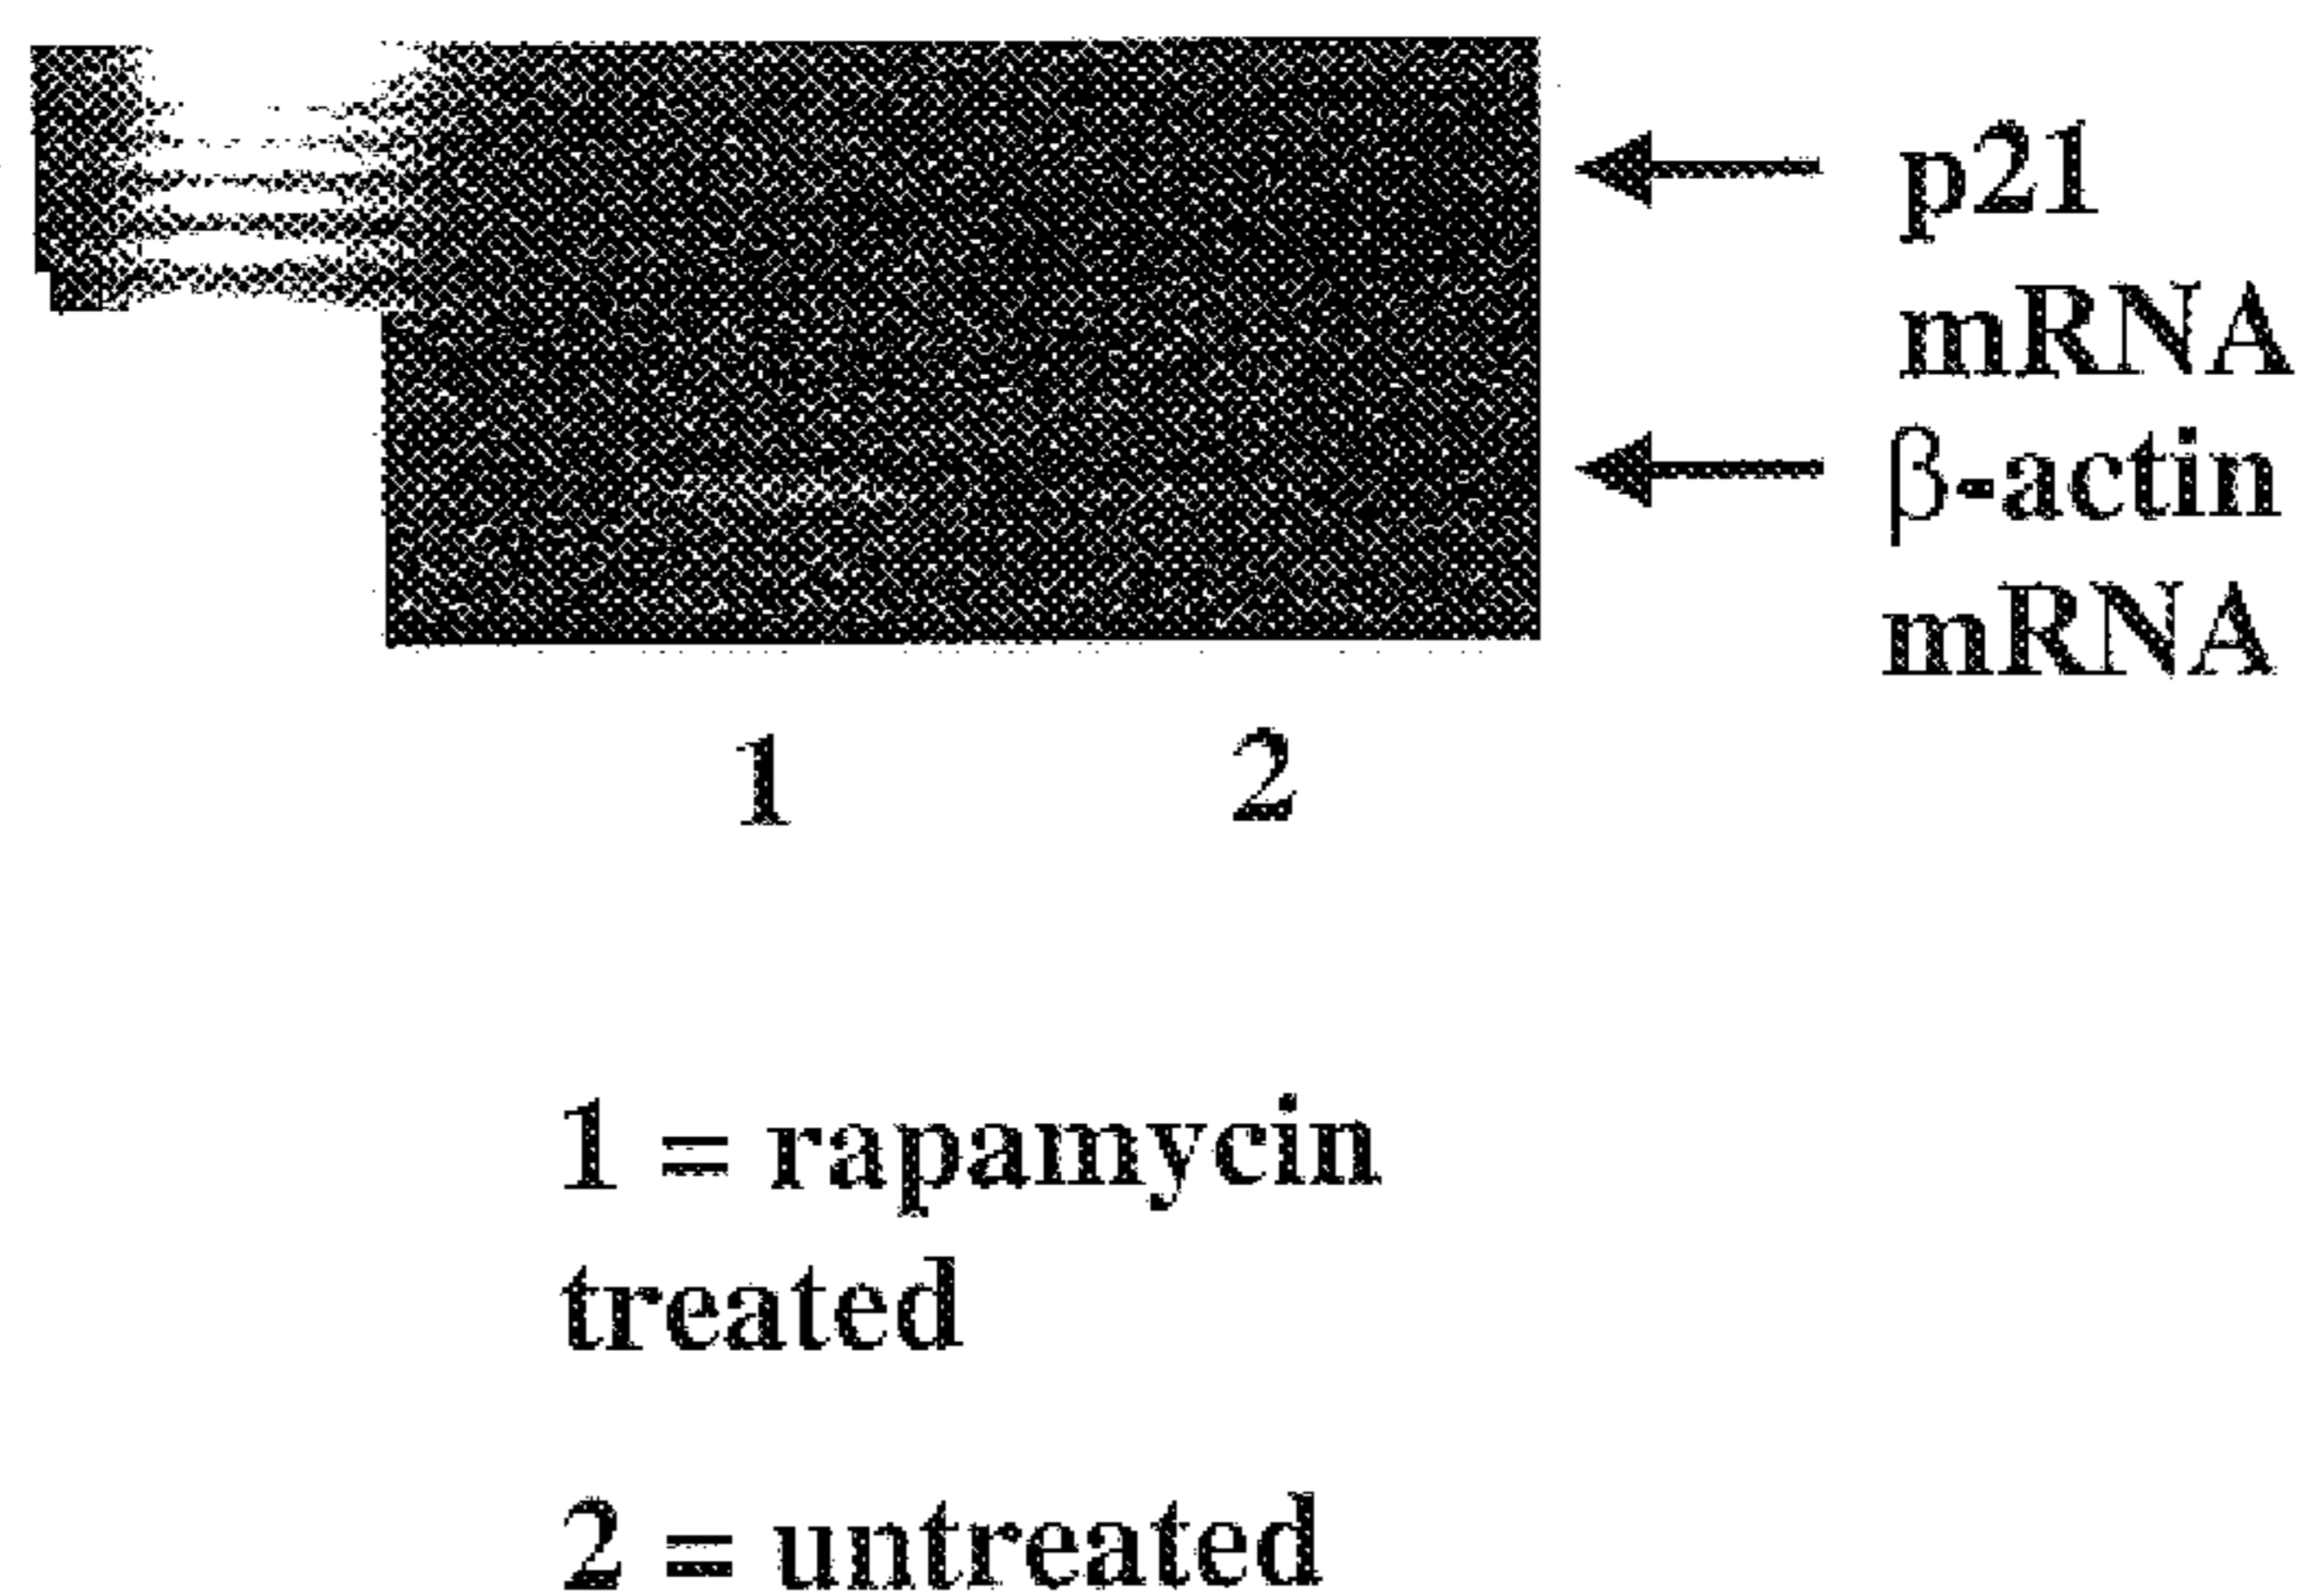 p21
mRNA
β-actin
mRNA
1 2
1 = rapamycin
treated
2 = untreated